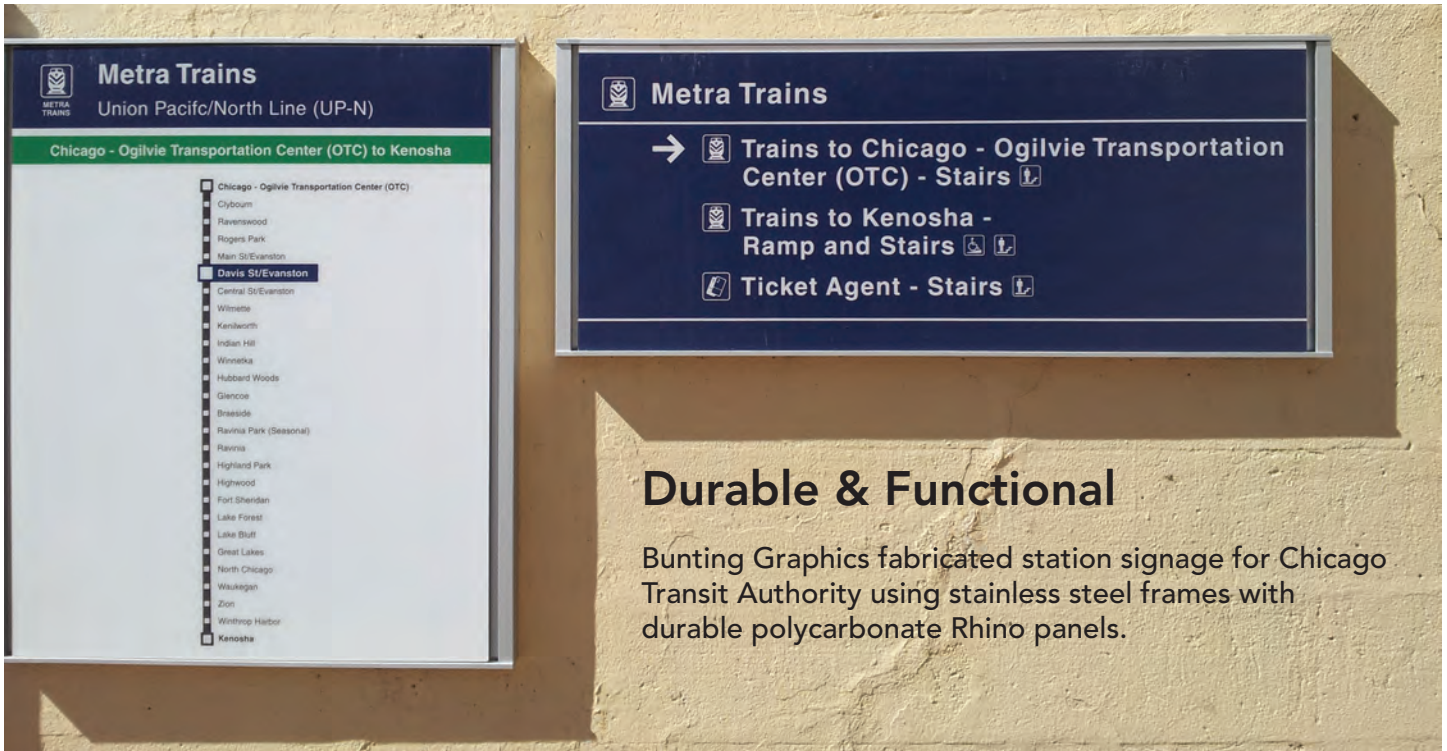 METRA
TRAINS
Metra Trains
Union Pacifc/North Line (UP-N)
Chicago - Ogilvie Transportation Center (OTC) to Kenosha
Chicago - Ogilvie Transportation Center (OTC)
Clybourn
Ravenswood
Rogers Park
Main St/Evanston
Davis St/Evanston
Central St/Evanston
Wilmette
Kenilworth
Indian Hill
Winnetka
Hubbard Woods
Glencoe
Braeside
Ravinia Park (Seasonal)
Ravinia
Highland Park
Highwood
Fort Sheridan
Lake Forest
Lake Bluff
Great Lakes
North Chicago
Waukegan
Zion
Winthrop Harbor
Kenosha
Metra Trains
Trains to Chicago - Ogilvie Transportation
Center (OTC) - Stairs
Trains to Kenosha -
Ramp and Stairs
Ticket Agent - Stairs
Durable & Functional
Bunting Graphics fabricated station signage for Chicago
Transit Authority using stainless steel frames with
durable polycarbonate Rhino panels.